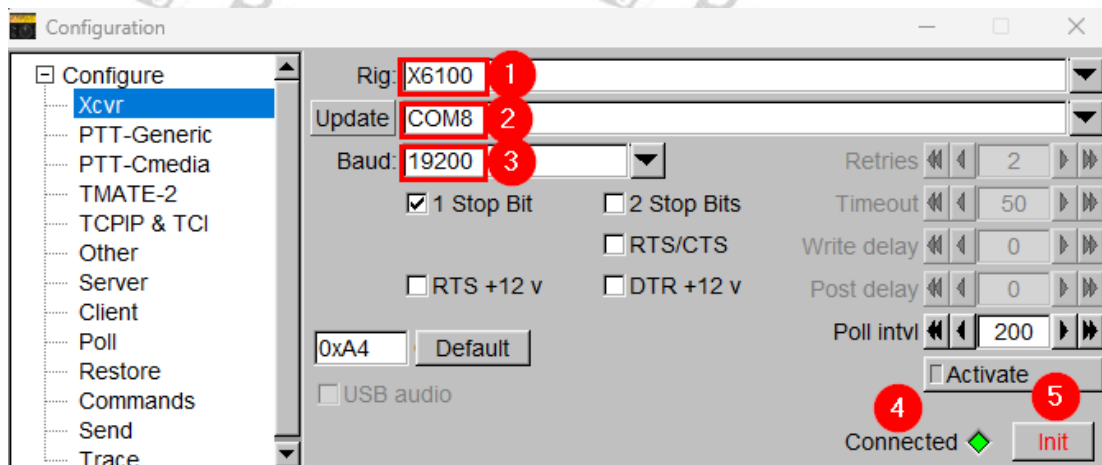 Configuration
Configure
Xcvr
PTT-Generic
PTT-Cmedia
TMATE-2
TCPIP & TCI
Other
Server
Client
Poll
Restore
Commands
Send
Trace
Rig: X6100 1
Update COM8 2
Baud: 19200 3
1 Stop Bit 2 Stop Bits
RTS/CTS
RTS +12 v DTR +12 v
0xA4 Default
USB audio
Retries 2
Timeout 50
Write delay 0
Post delay 0
Poll intvl 200
Activate
4 5
Connected Init